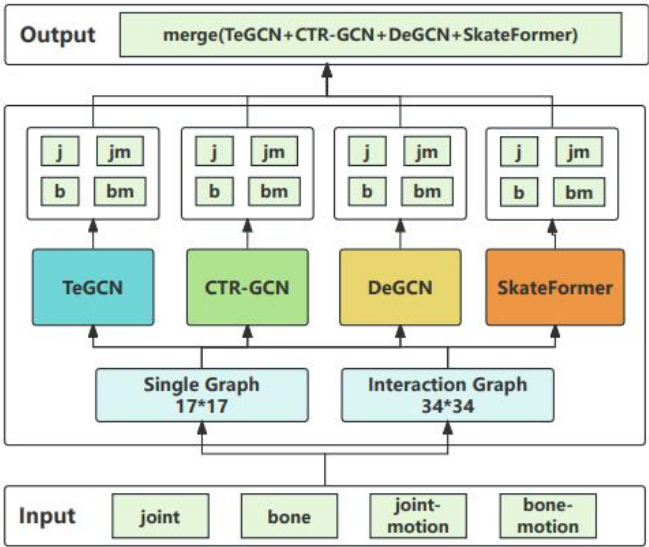 Output
merge(TeGCN+CTR-GCN+DeGCN+SkateFormer)
j jm j jm j jm j jm
b bm b bm b bm b bm
TeGCN CTR-GCN DeGCN SkateFormer
Single Graph
17*17
Interaction Graph
34*34
Input
joint
bone
joint-
motion
bone-
motion